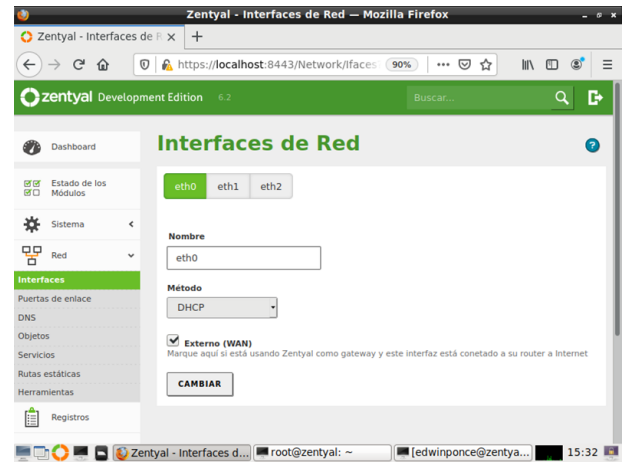 Zentyal - Interfaces de Red — Mozilla Firefox
Zentyal - Interfaces de R
https://localhost:8443/Network/Ifaces
90%
zentyal Development Edition 6.2
Buscar...
Dashboard
Estado de los Módulos
Sistema
Red
Interfaces
Puertas de enlace
DNS
Objetos
Servicios
Rutas estáticas
Herramientas
Registros
Interfaces de Red
?
eth0 eth1 eth2
Nombre
eth0
Método
DHCP
Externo (WAN)
Marque aquí si está usando Zentyal como gateway y este interfaz está conetado a su router a Internet
CAMBIAR
Zentyal - Interfaces d...
root@zentyal: ~
[edwinponce@zentya...
15:32